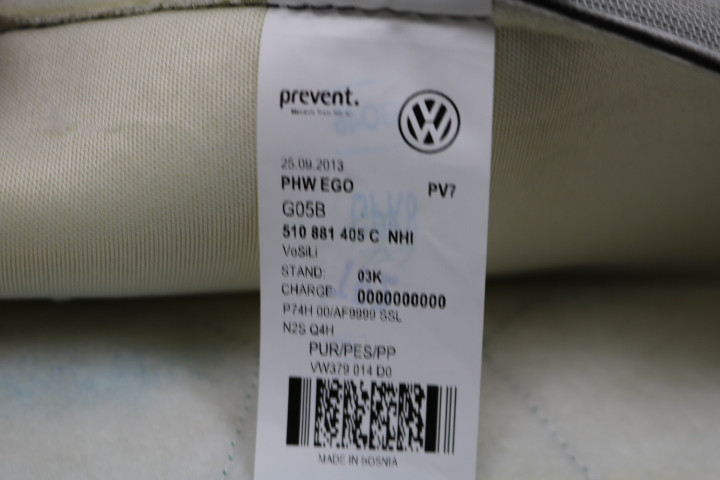 prevent.
25.09.2013
PHW EGO PV7
G05B
510 881 405 C NHI
VoSiLi
STAND: 03K
CHARGE: 0000000000
P74H 00/AF9999 SSL
N2S Q4H
PUR/PES/PP
VW379 014 D0
MADE IN BOSNIA